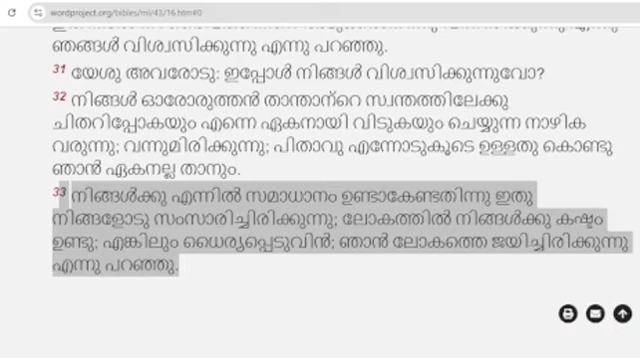 wordproject.org/bibles/ml/43/16.htm#0
ഞങ്ങൾ വിശ്വസിക്കുന്നു എന്നു പറഞ്ഞു.
31 യേശു അവരോടു: ഇപ്പോൾ നിങ്ങൾ വിശ്വസിക്കുന്നുവോ?
32 നിങ്ങൾ ഓരോരുത്തൻ താന്താന്റെ സ്വന്തത്തിലേക്കു
ചിതറിപ്പോകയും എന്നെ ഏകനായി വിടുകയും ചെയ്യുന്ന നാഴിക
വരുന്നു; വന്നുമിരിക്കുന്നു; പിതാവു എന്നോടുകൂടെ ഉള്ളതു കൊണ്ടു
ഞാൻ ഏകനല്ല താനും.
33 നിങ്ങൾക്കു എന്നിൽ സമാധാനം ഉണ്ടാകേണ്ടതിന്നു ഇതു
നിങ്ങളോടു സംസാരിച്ചിരിക്കുന്നു; ലോകത്തിൽ നിങ്ങൾക്കു കഷ്ടം
ഉണ്ടു; എങ്കിലും ധൈര്യപ്പെടുവിൻ; ഞാൻ ലോകത്തെ ജയിച്ചിരിക്കുന്നു
എന്നു പറഞ്ഞു.